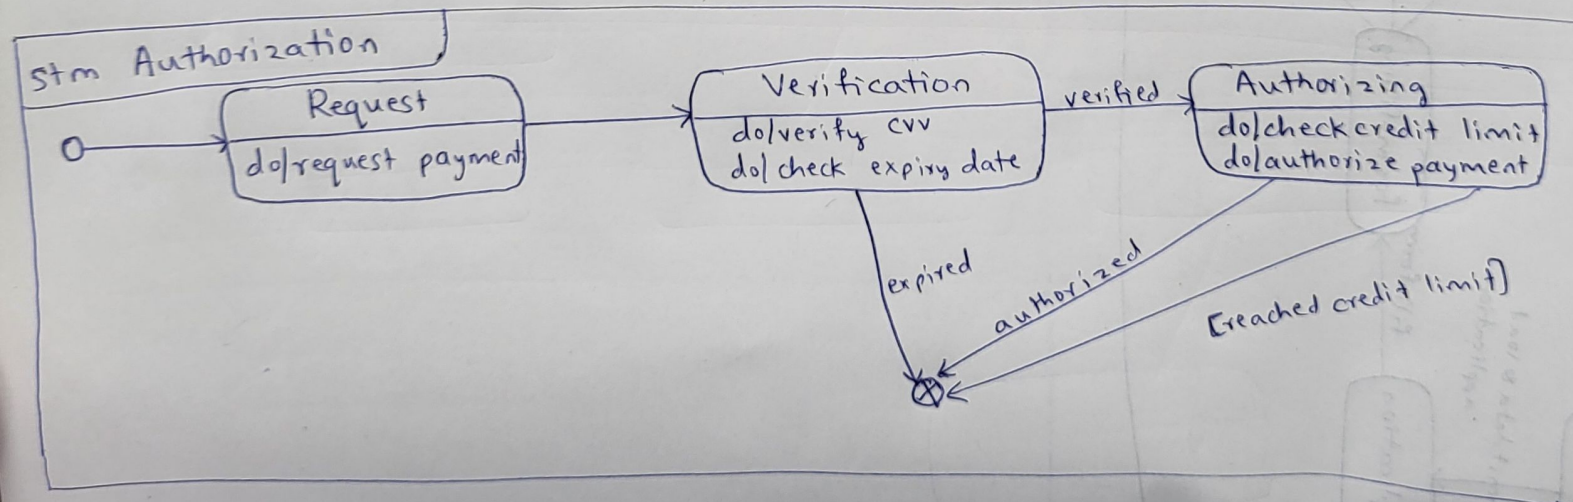 stm Authorization
Request
do/request payment
Verification
do/verify cvv
do/check expiry date
verified
Authorizing
do/check credit limit
do/authorize payment
expired
authorized
[reached credit limit]